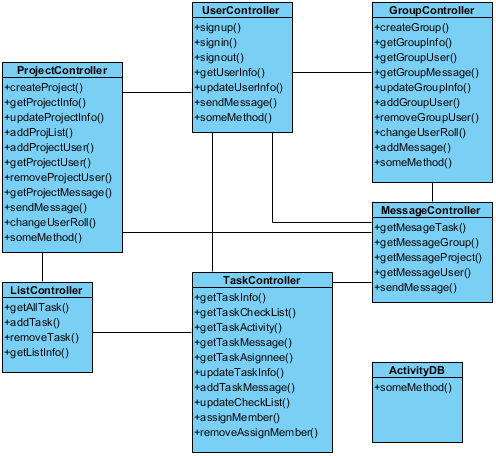 UserController
+signup()
+signin()
+signout()
+getUserInfo()
+updateUserInfo()
+sendMessage()
+someMethod()
GroupController
+createGroup()
+getGroupInfo()
+getGroupUser()
+getGroupMessage()
+updateGroupInfo()
+addGroupUser()
+removeGroupUser()
+changeUserRoll()
+addMessage()
+someMethod()
ProjectController
+createProject()
+getProjectInfo()
+updateProjectInfo()
+addProjList()
+addProjectUser()
+getProjectUser()
+removeProjectUser()
+getProjectMessage()
+sendMessage()
+changeUserRoll()
+someMethod()
MessageController
+getMesageTask()
+getMessageGroup()
+getMessageProject()
+getMessageUser()
+sendMessage()
ListController
+getAllTask()
+addTask()
+removeTask()
+getListInfo()
TaskController
+getTaskInfo()
+getTaskCheckList()
+getTaskActivity()
+getTaskMessage()
+getTaskAsignnee()
+updateTaskInfo()
+addTaskMessage()
+updateCheckList()
+assignMember()
+removeAssignMember()
ActivityDB
+someMethod()